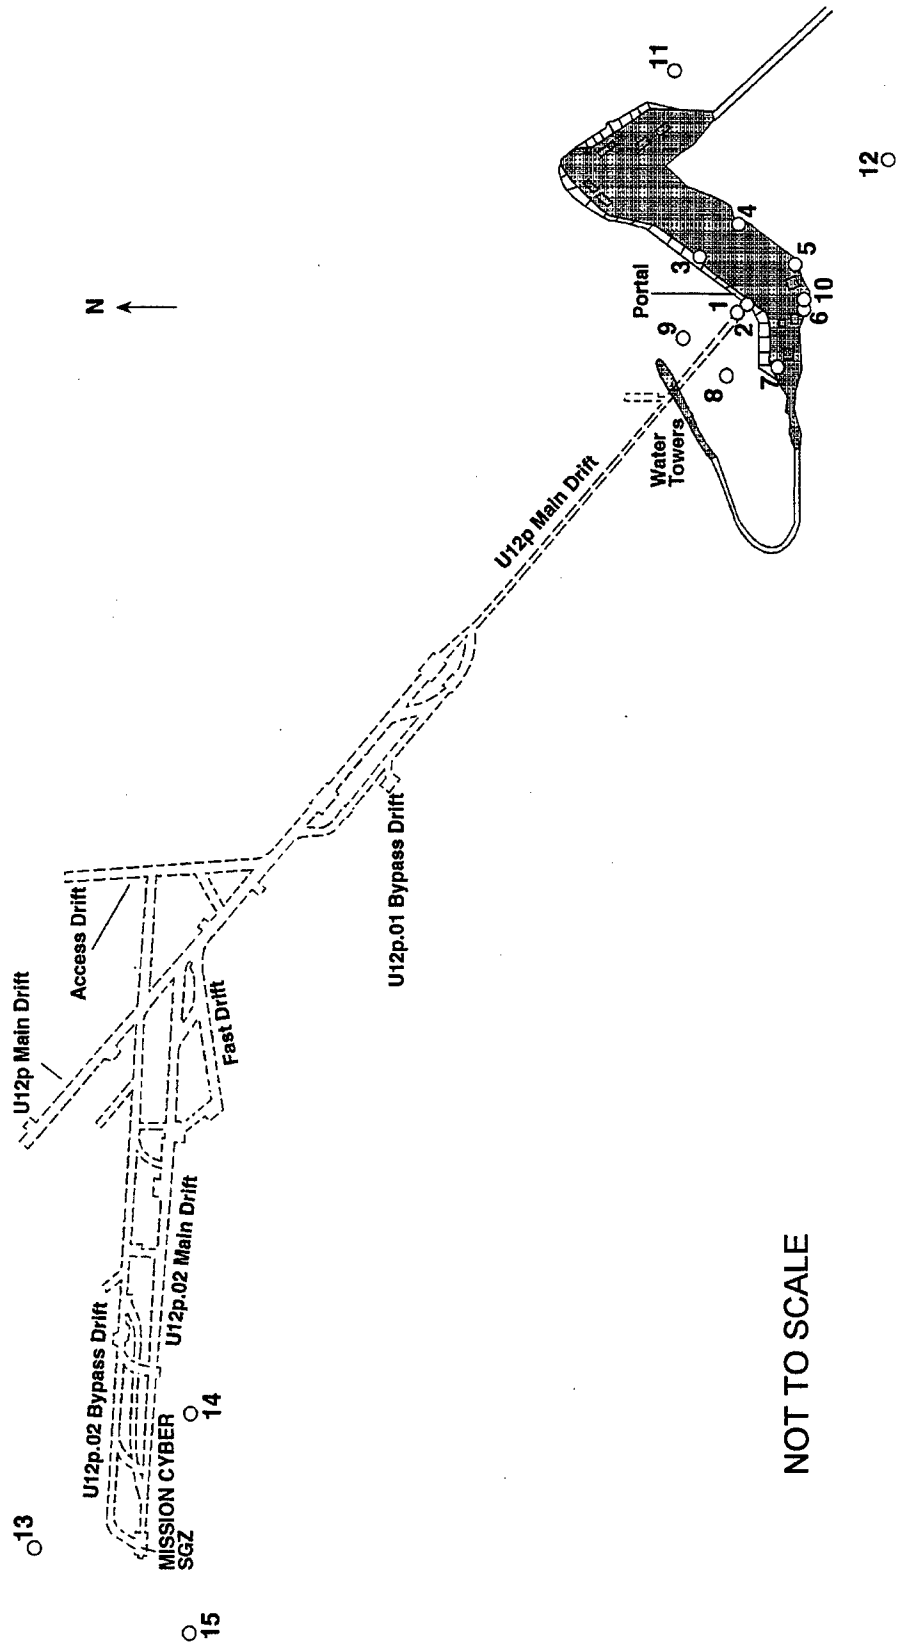 13
15
MISSION CYBER
SGZ
14
U12p.02 Bypass Drift
U12p.02 Main Drift
U12p Main Drift
Access Drift
Fast Drift
U12p.01 Bypass Drift
U12p Main Drift
N
Water
Towers
Portal
8
9
7
2
1
6
10
3
5
4
11
12
NOT TO SCALE